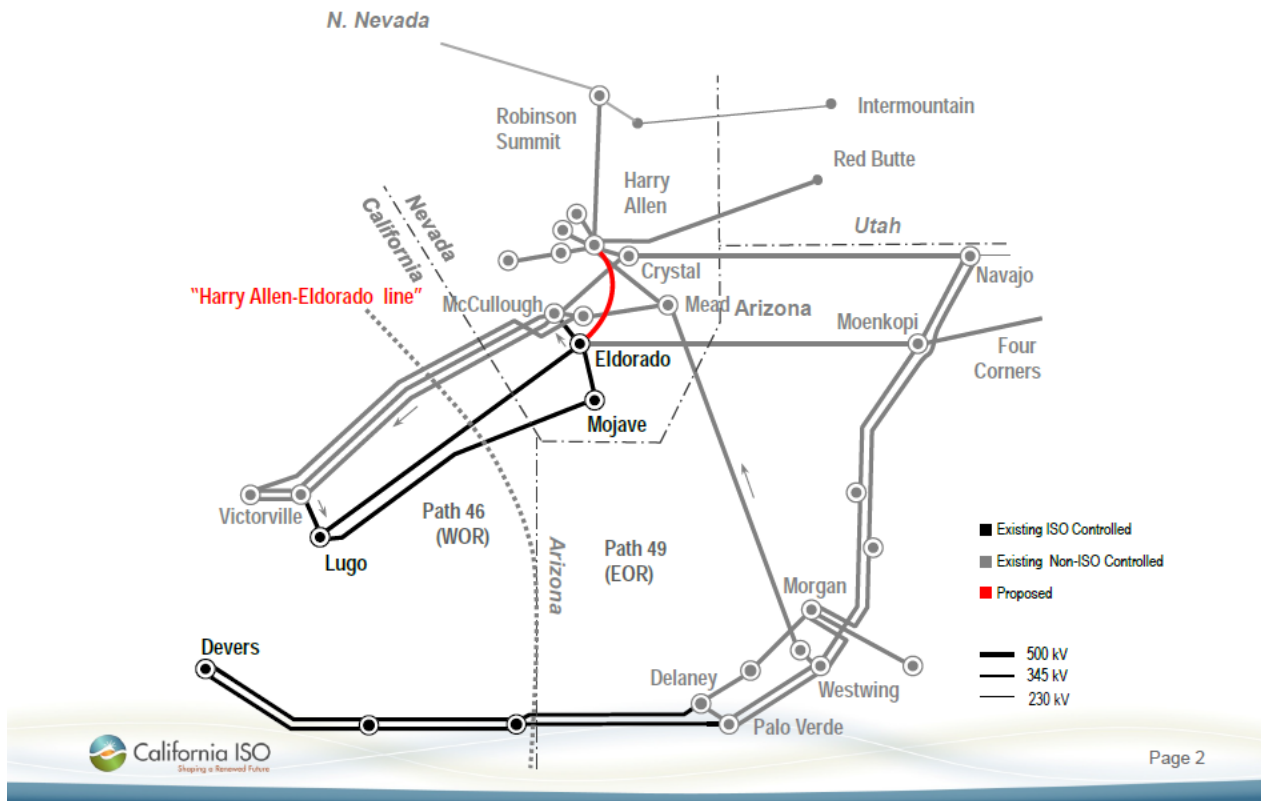 N. Nevada
Robinson
Summit
Intermountain
Red Butte
Harry
Allen
Nevada
California
Utah
Crystal
Navajo
"Harry Allen-Eldorado line"
McCullough
Mead
Arizona
Moenkopi
Eldorado
Four
Corners
Mojave
Victorville
Path 46
(WOR)
Lugo
Arizona
Path 49
(EOR)
Existing ISO Controlled
Existing Non-ISO Controlled
Proposed
Morgan
Devers
500 kV
345 kV
230 kV
Delaney
Westwing
Palo Verde
California ISO
Shaping a Renewed Future
Page 2